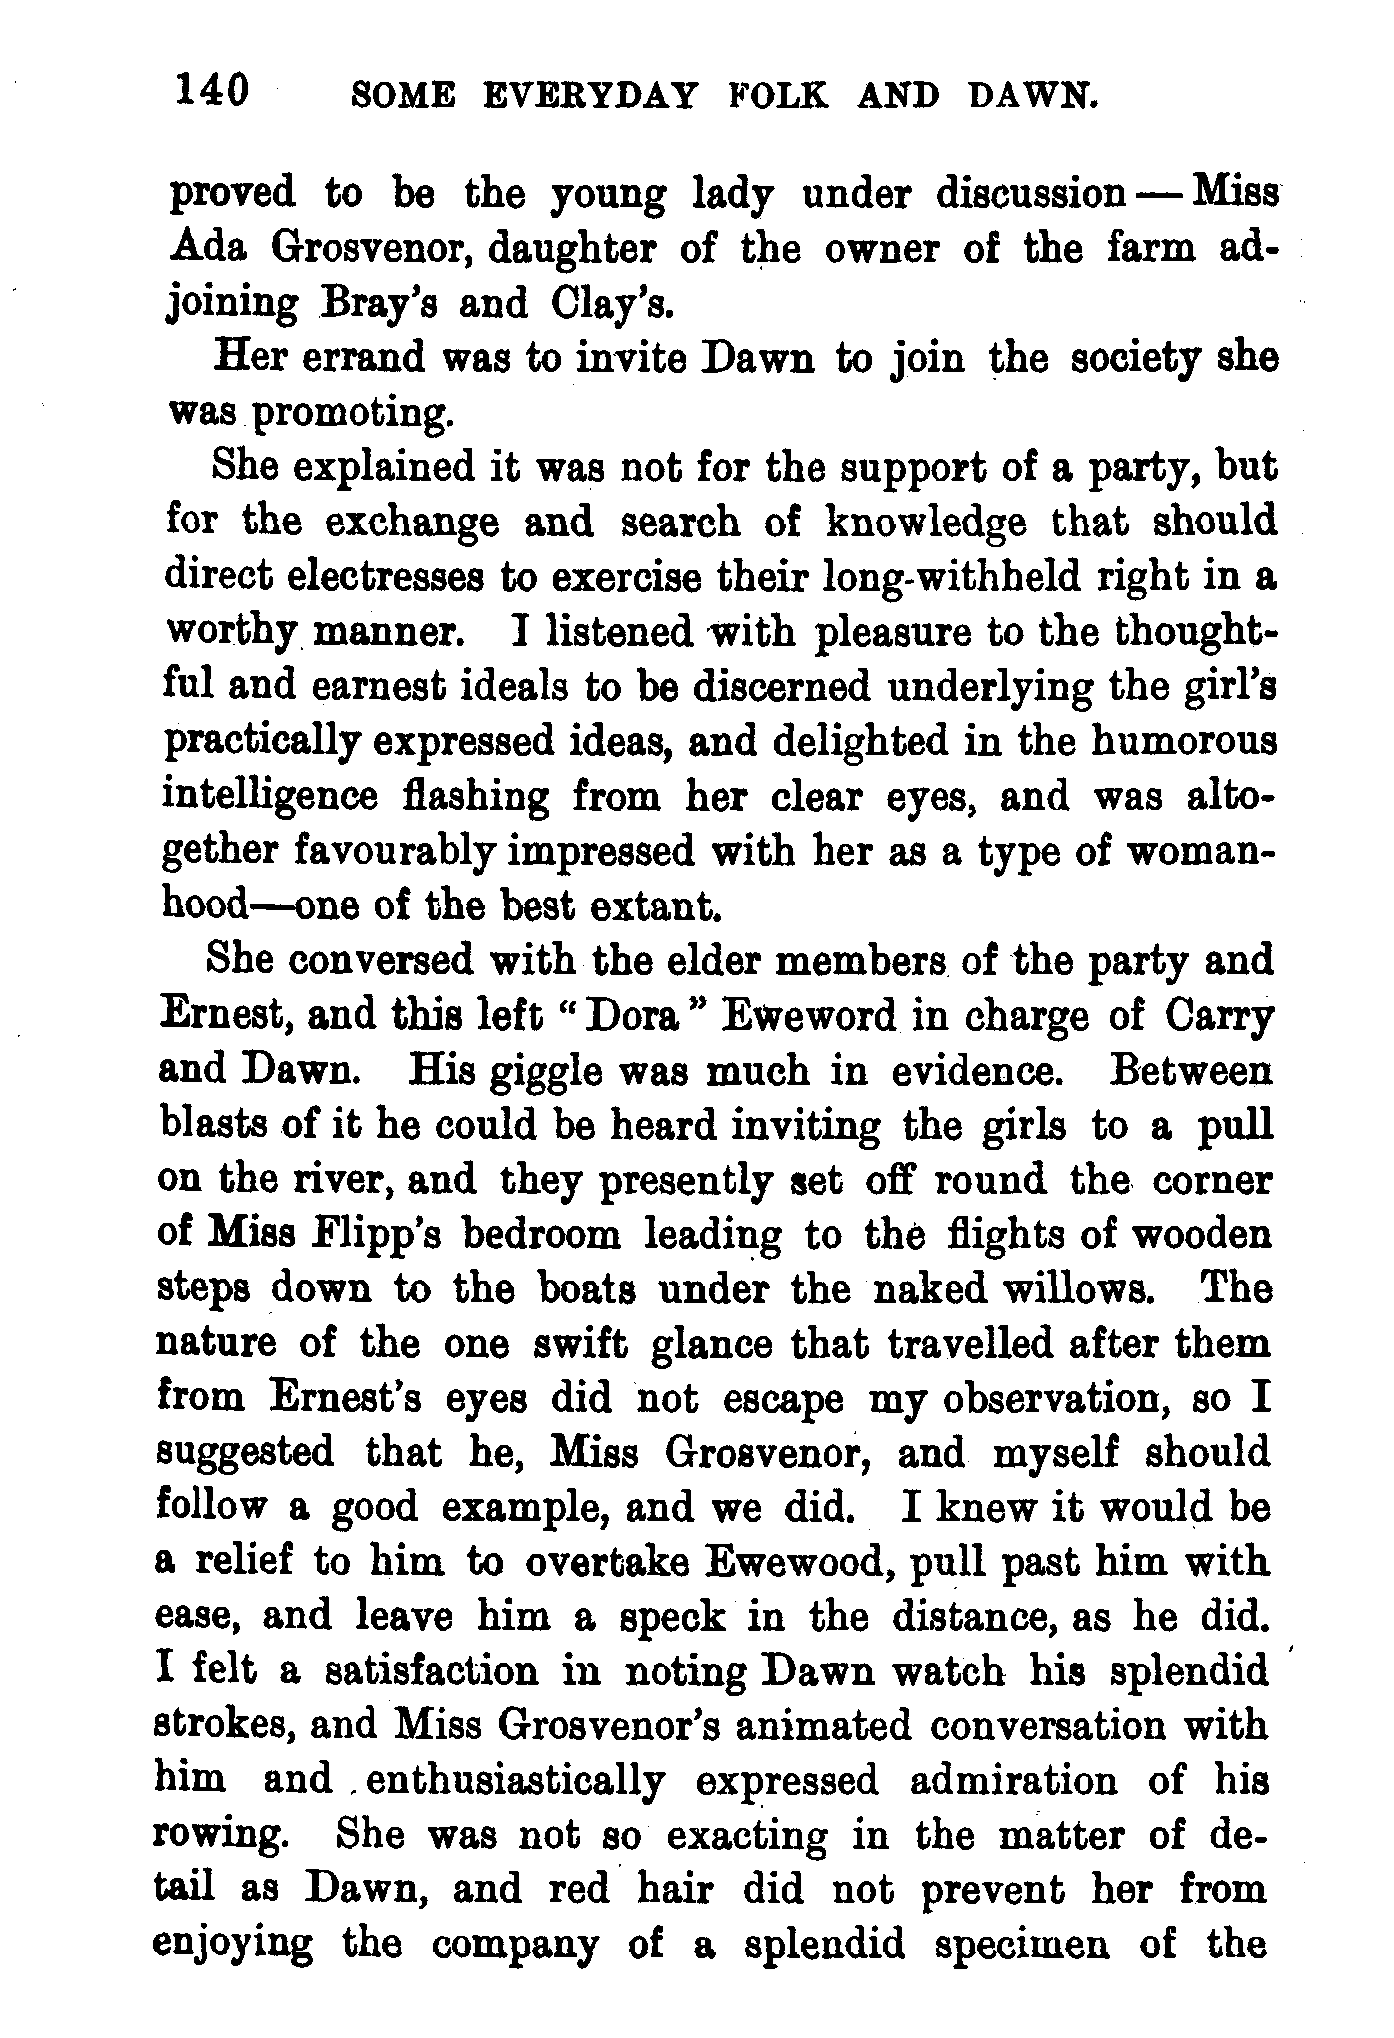 140 SOME EVERYDAY FOLK AND DAWN.
proved to be the young lady under discussion — Miss
Ada Grosvenor, daughter of the owner of the farm ad-
joining Bray's and Clay's.
Her errand was to invite Dawn to join the society she
was promoting.
She explained it was not for the support of a party, but
for the exchange and search of knowledge that should
direct electresses to exercise their long-withheld right in a
worthy manner. I listened with pleasure to the thought-
ful and earnest ideals to be discerned underlying the girl's
practically expressed ideas, and delighted in the humorous
intelligence flashing from her clear eyes, and was alto-
gether favourably impressed with her as a type of woman-
hood—one of the best extant.
She conversed with the elder members of the party and
Ernest, and this left "Dora" Eweword in charge of Carry
and Dawn. His giggle was much in evidence. Between
blasts of it he could be heard inviting the girls to a pull
on the river, and they presently set off round the corner
of Miss Flipp's bedroom leading to the flights of wooden
steps down to the boats under the naked willows. The
nature of the one swift glance that travelled after them
from Ernest's eyes did not escape my observation, so I
suggested that he, Miss Grosvenor, and myself should
follow a good example, and we did. I knew it would be
a relief to him to overtake Ewewood, pull past him with
ease, and leave him a speck in the distance, as he did.
I felt a satisfaction in noting Dawn watch his splendid
strokes, and Miss Grosvenor's animated conversation with
him and enthusiastically expressed admiration of his
rowing. She was not so exacting in the matter of de-
tail as Dawn, and red hair did not prevent her from
enjoying the company of a splendid specimen of the